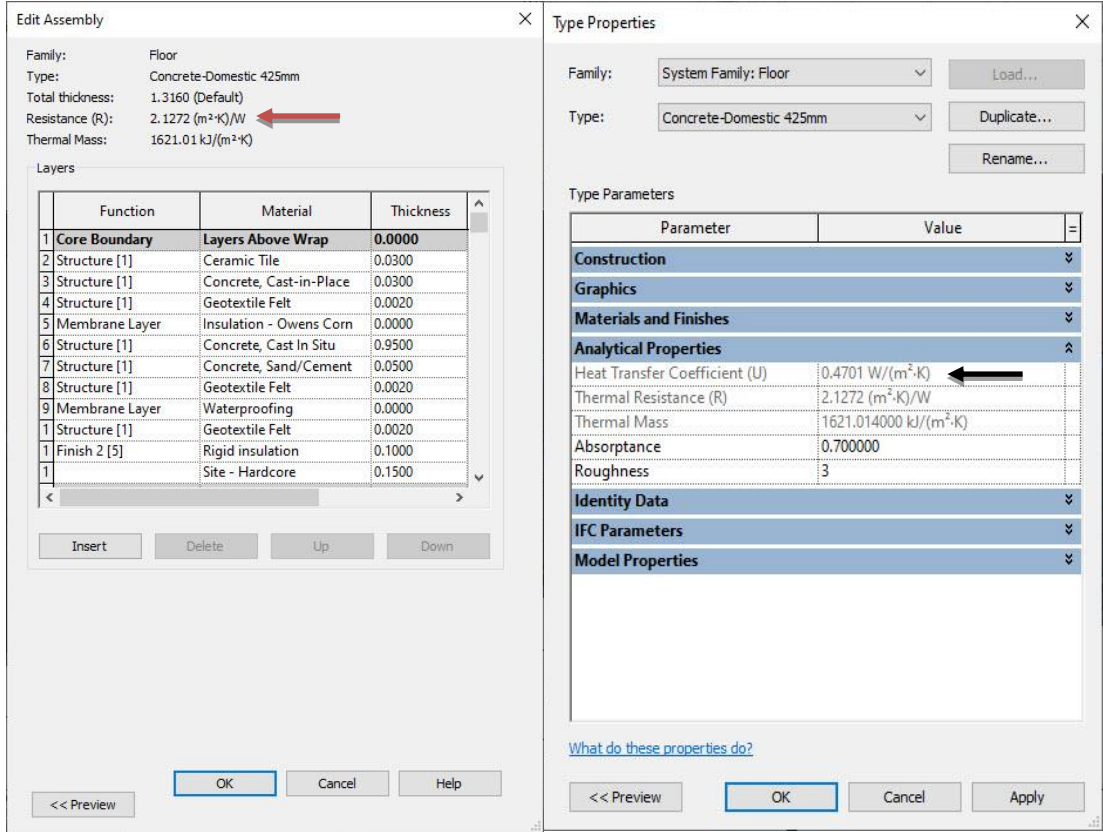 Edit Assembly
Family: Floor
Type: Concrete-Domestic 425mm
Total thickness: 1.3160 (Default)
Resistance (R): 2.1272 (m²·K)/W
Thermal Mass: 1621.01 kJ/(m²·K)
Layers
Function Material Thickness
1 Core Boundary Layers Above Wrap 0.0000
2 Structure [1] Ceramic Tile 0.0300
3 Structure [1] Concrete, Cast-in-Place 0.0300
4 Structure [1] Geotextile Felt 0.0020
5 Membrane Layer Insulation - Owens Corn 0.0000
6 Structure [1] Concrete, Cast In Situ 0.9500
7 Structure [1] Concrete, Sand/Cement 0.0500
8 Structure [1] Geotextile Felt 0.0020
9 Membrane Layer Waterproofing 0.0000
1 Structure [1] Geotextile Felt 0.0020
1 Finish 2 [5] Rigid insulation 0.1000
1 Site - Hardcore 0.1500
Insert Delete Up Down
OK Cancel Help
<< Preview
Type Properties
Family: System Family: Floor Load...
Type: Concrete-Domestic 425mm Duplicate...
Rename...
Type Parameters
Parameter Value =
Construction
Graphics
Materials and Finishes
Analytical Properties
Heat Transfer Coefficient (U) 0.4701 W/(m²·K)
Thermal Resistance (R) 2.1272 (m²·K)/W
Thermal Mass 1621.014000 kJ/(m²·K)
Absorptance 0.700000
Roughness 3
Identity Data
IFC Parameters
Model Properties
What do these properties do?
<< Preview OK Cancel Apply